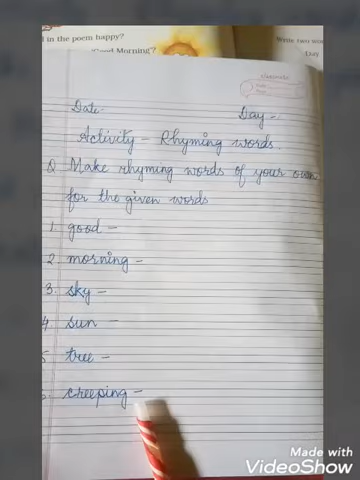 in the poem happy?
Good Morning'?
Write two wo
Day
Date-
Day-
Activity - Rhyming words.
Q Make rhyming words of your own
for the given words
1. good -
2. morning -
3. sky -
4. sun -
5 tree -
6. creeping -
Made with
VideoShow